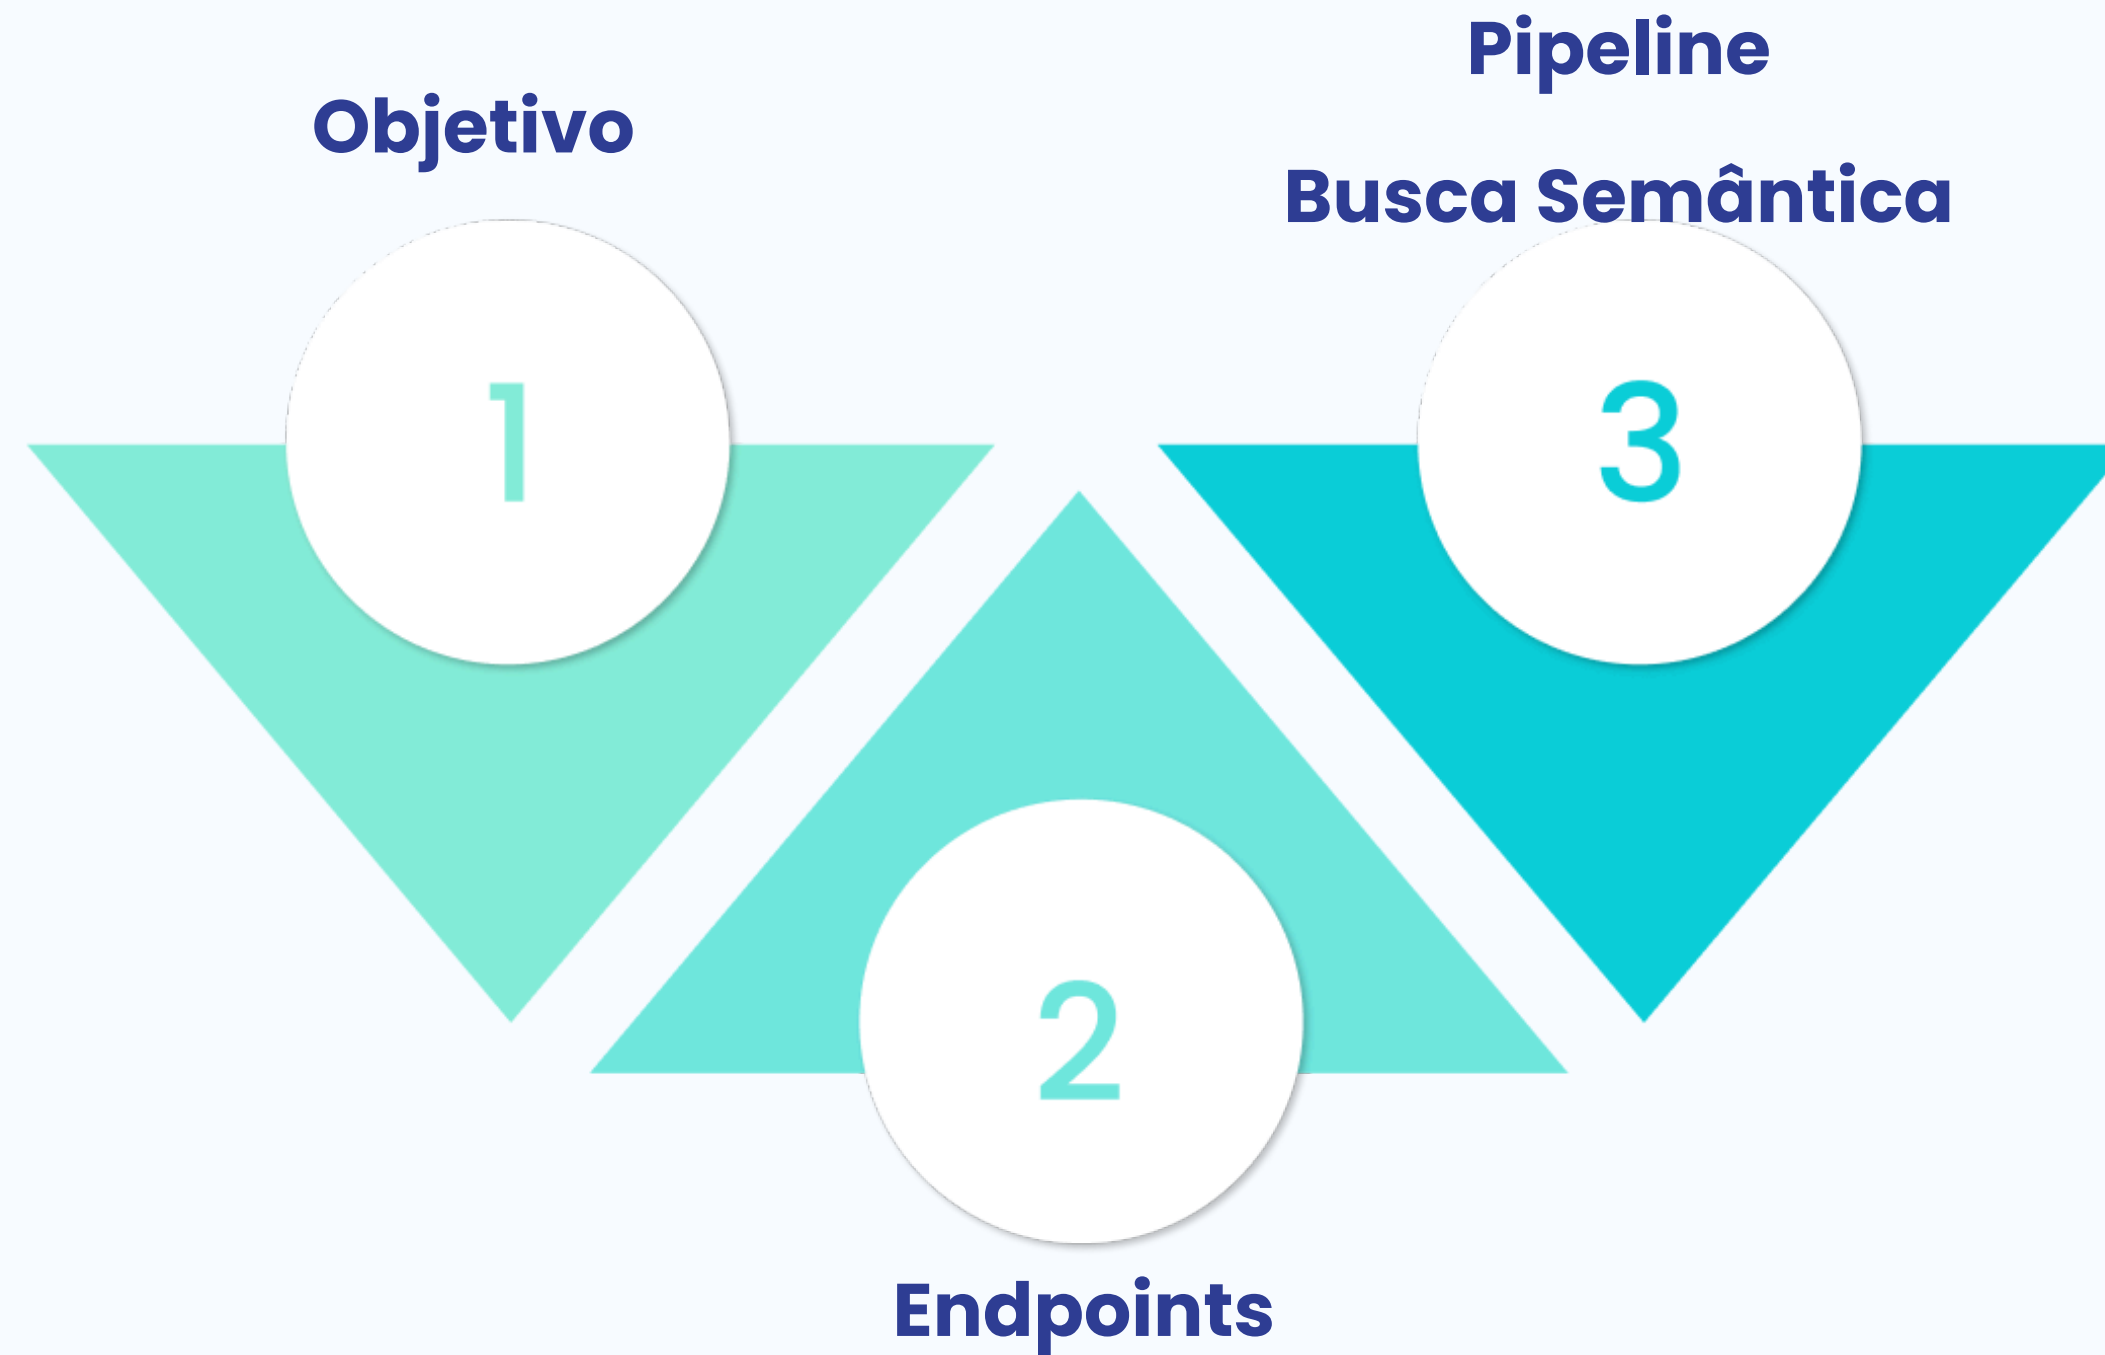 Objetivo
1
2
Endpoints
Pipeline
Busca Semântica
3